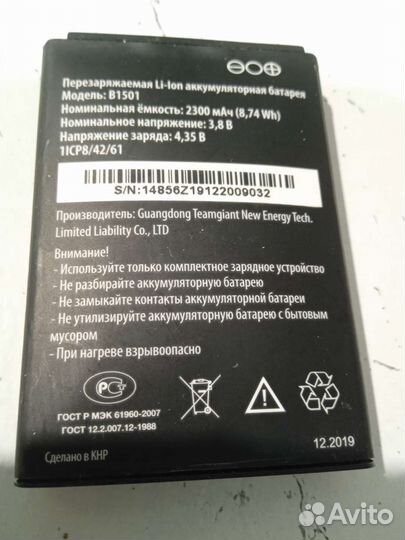 Перезаряжаемая Li-Ion аккумуляторная батарея
Модель: B1501
Номинальная ёмкость: 2300 мАч (8,74 Wh)
Номинальное напряжение: 3,8 В
Напряжение заряда: 4,35 В
1ICP8/42/61
S/N:14856Z19122009032
Производитель: Guangdong Teamgiant New Energy Tech.
Limited Liability Co., LTD
Внимание!
- Используйте только комплектное зарядное устройство
- Не разбирайте аккумуляторную батарею
- Не замыкайте контакты аккумуляторной батареи
- Не утилизируйте аккумуляторную батарею с бытовым
мусором
- При нагреве взрывоопасно
ГОСТ Р МЭК 61960-2007
ГОСТ 12.2.007.12-1988
12.2019
Сделано в КНР
Avito